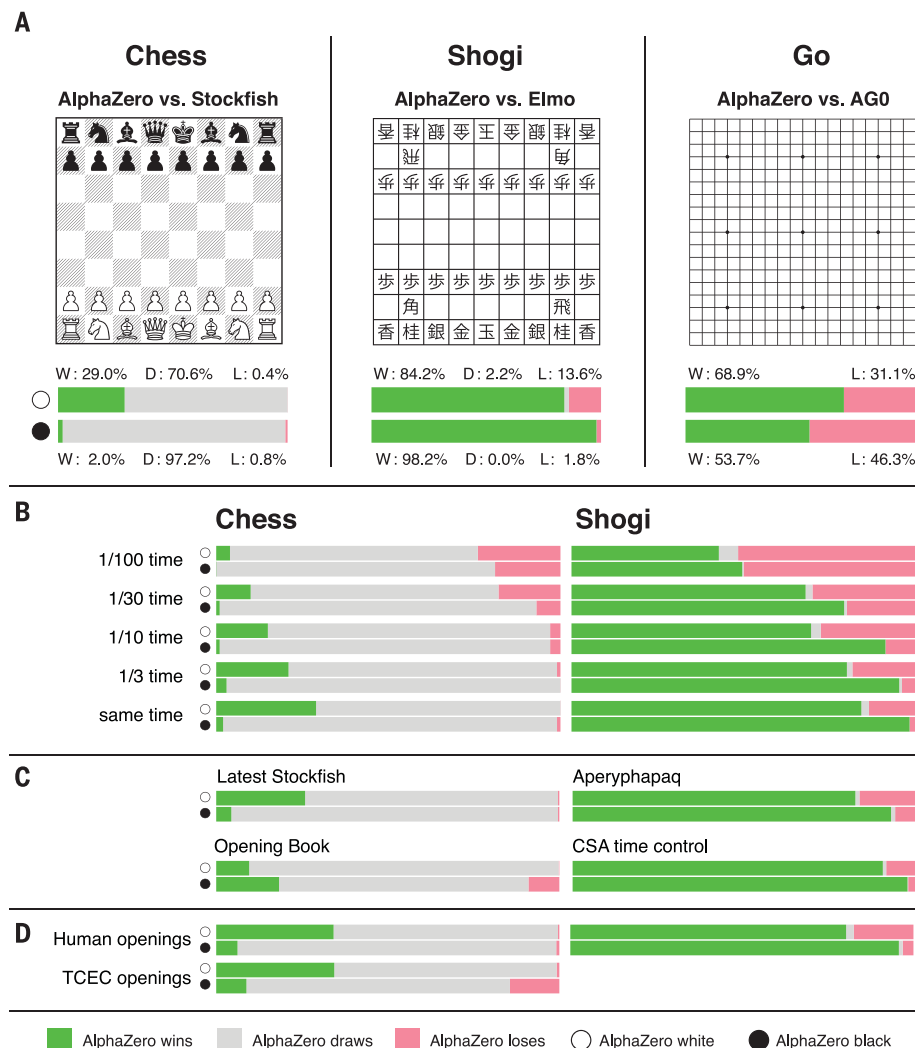 A
Chess
Shogi
Go
AlphaZero vs. Stockfish
AlphaZero vs. Elmo
AlphaZero vs. AG0
香桂銀金玉金銀桂香
飛角
歩歩歩歩歩歩歩歩歩
歩歩歩歩歩歩歩歩歩
角飛
香桂銀金玉金銀桂香
W: 29.0% D: 70.6% L: 0.4%
W: 84.2% D: 2.2% L: 13.6%
W: 68.9% L: 31.1%
W: 2.0% D: 97.2% L: 0.8%
W: 98.2% D: 0.0% L: 1.8%
W: 53.7% L: 46.3%
B
Chess
Shogi
1/100 time
1/30 time
1/10 time
1/3 time
same time
C
Latest Stockfish
Aperyphapaq
Opening Book
CSA time control
D
Human openings
TCEC openings
AlphaZero wins
AlphaZero draws
AlphaZero loses
AlphaZero white
AlphaZero black